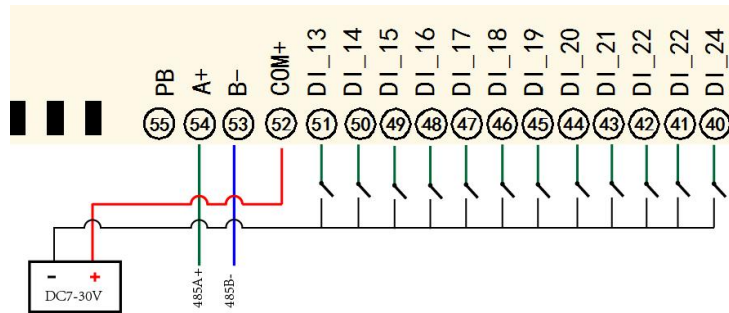 PB
A+
B-
COM+
DI_13
DI_14
DI_15
DI_16
DI_17
DI_18
DI_19
DI_20
DI_21
DI_22
DI_22
DI_24
55
54
53
52
51
50
49
48
47
46
45
44
43
42
41
40
- +
DC7-30V
485A+
485B-